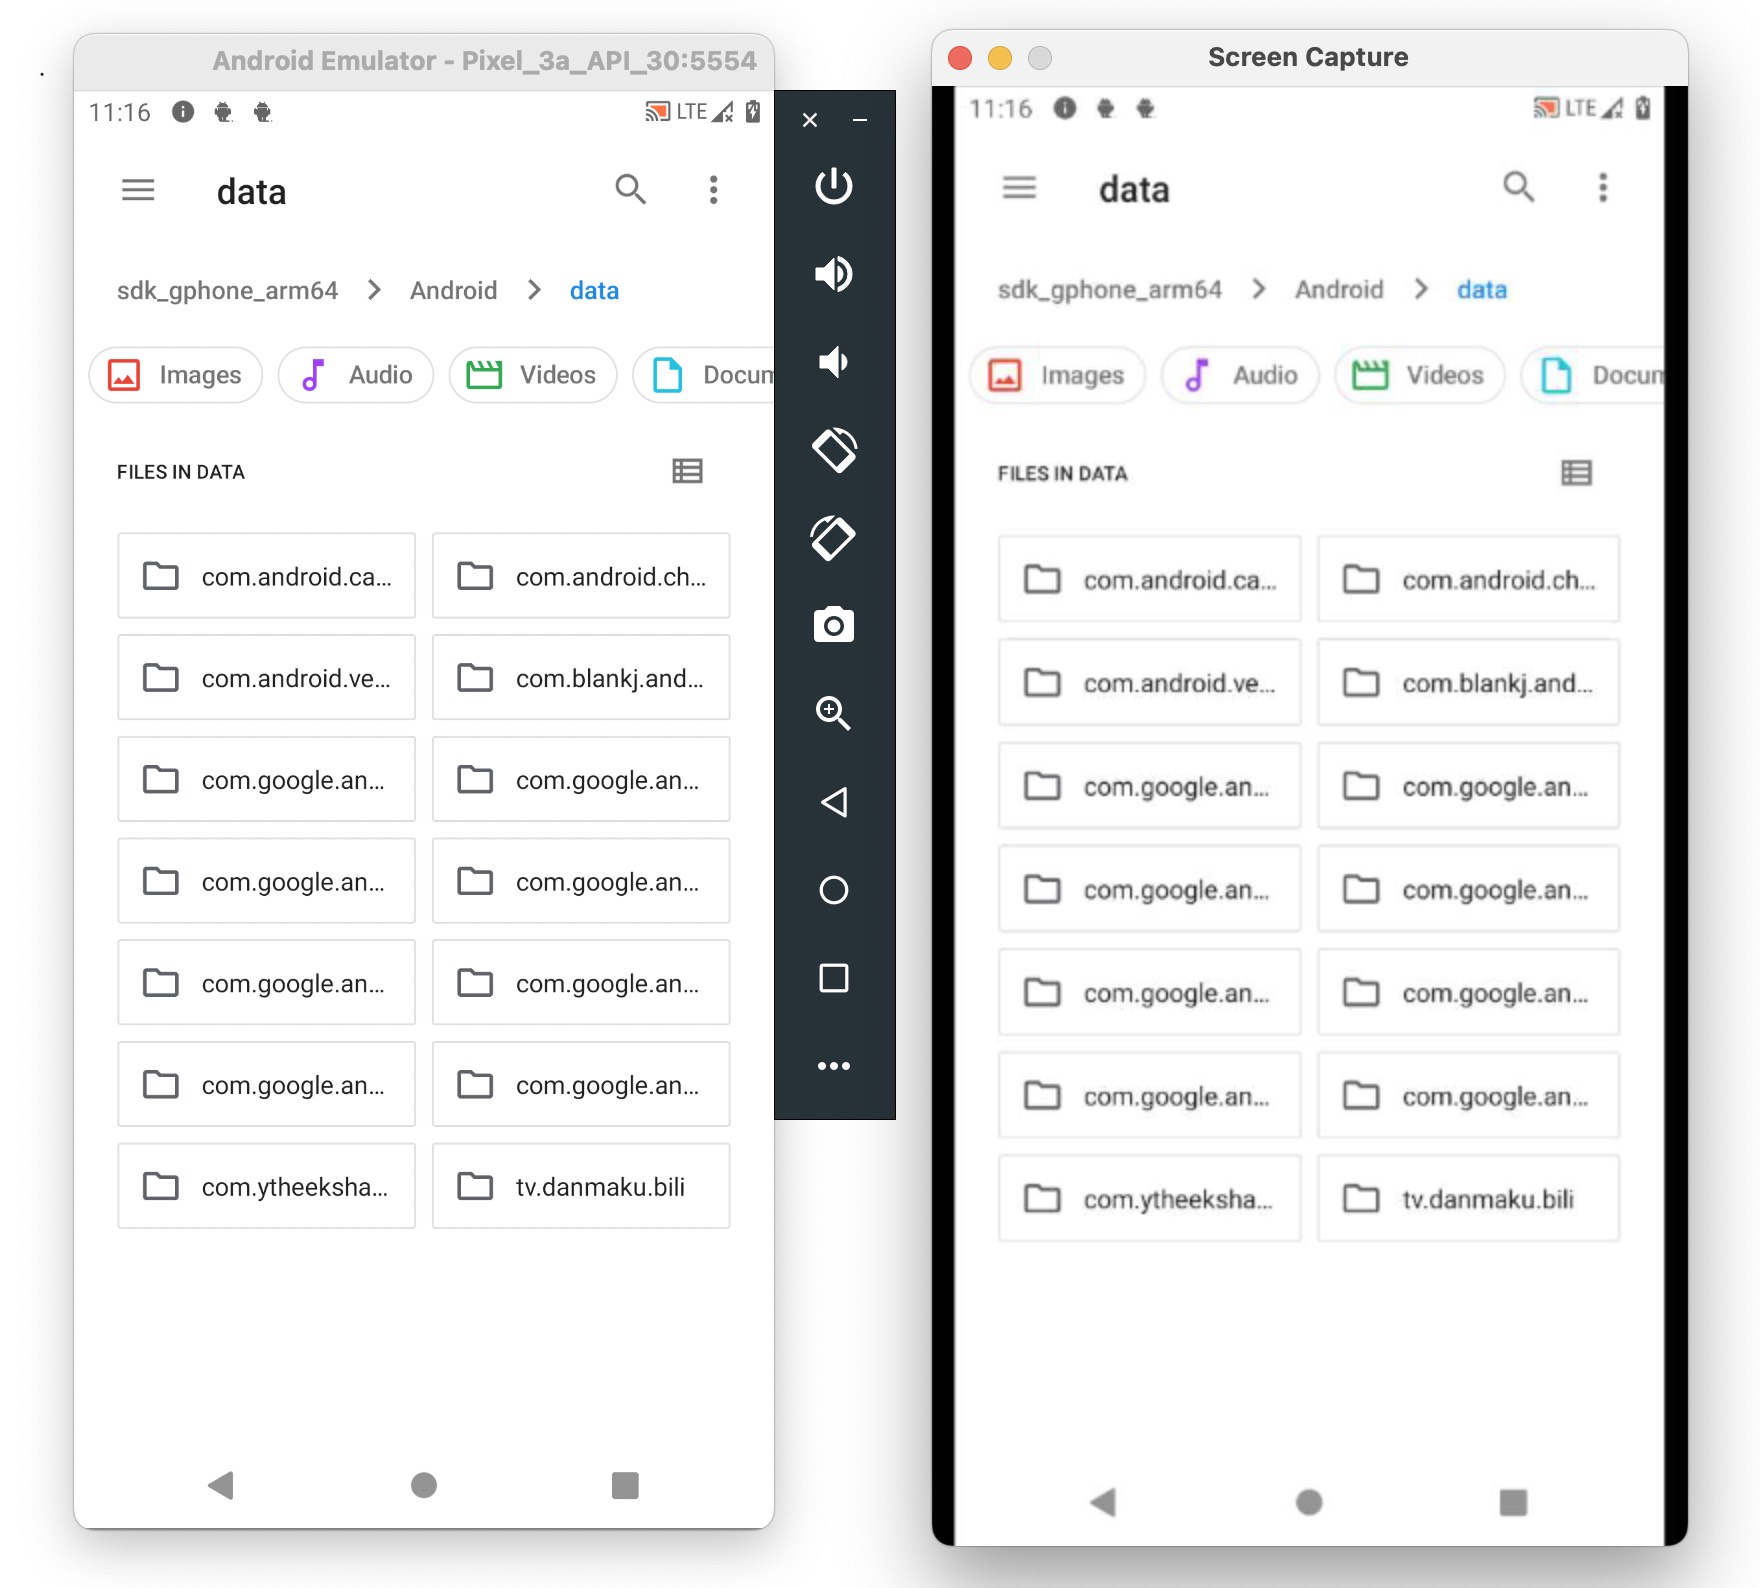 Android Emulator - Pixel_3a_API_30:5554
11:16 LTE
data
sdk_gphone_arm64 > Android > data
Images Audio Videos Docum
FILES IN DATA
com.android.ca... com.android.ch...
com.android.ve... com.blankj.and...
com.google.an... com.google.an...
com.google.an... com.google.an...
com.google.an... com.google.an...
com.google.an... com.google.an...
com.ytheeksha... tv.danmaku.bili
Screen Capture
11:16 LTE
data
sdk_gphone_arm64 > Android > data
Images Audio Videos Docum
FILES IN DATA
com.android.ca... com.android.ch...
com.android.ve... com.blankj.and...
com.google.an... com.google.an...
com.google.an... com.google.an...
com.google.an... com.google.an...
com.google.an... com.google.an...
com.ytheeksha... tv.danmaku.bili